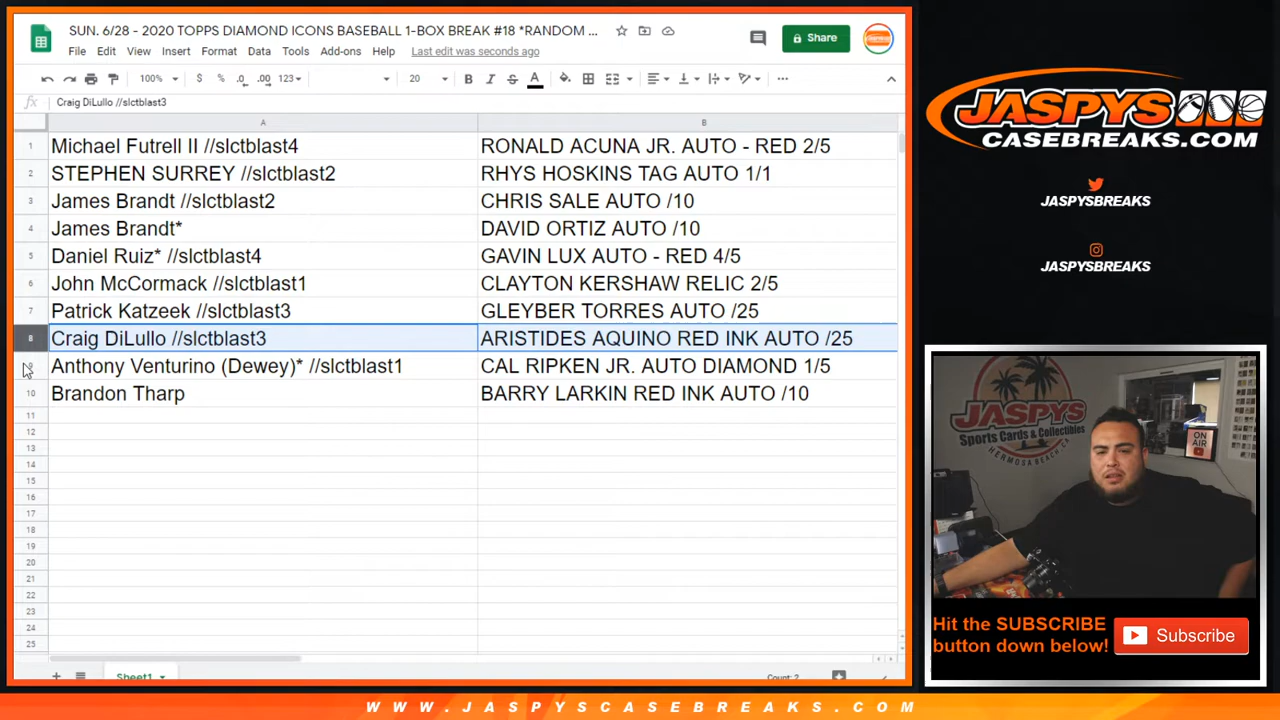 SUN. 6/28 - 2020 TOPPS DIAMOND ICONS BASEBALL 1-BOX BREAK #18 *RANDOM ...
File Edit View Insert Format Data Tools Add-ons Help Last edit was seconds ago
Share
100% $ % .0 .00 123 20 B I S A
fx Craig DiLullo //slctblast3
A B
1 Michael Futrell II //slctblast4 RONALD ACUNA JR. AUTO - RED 2/5
2 STEPHEN SURREY //slctblast2 RHYS HOSKINS TAG AUTO 1/1
3 James Brandt //slctblast2 CHRIS SALE AUTO /10
4 James Brandt* DAVID ORTIZ AUTO /10
5 Daniel Ruiz* //slctblast4 GAVIN LUX AUTO - RED 4/5
6 John McCormack //slctblast1 CLAYTON KERSHAW RELIC 2/5
7 Patrick Katzeek //slctblast3 GLEYBER TORRES AUTO /25
8 Craig DiLullo //slctblast3 ARISTIDES AQUINO RED INK AUTO /25
9 Anthony Venturino (Dewey)* //slctblast1 CAL RIPKEN JR. AUTO DIAMOND 1/5
10 Brandon Tharp BARRY LARKIN RED INK AUTO /10
11
12
13
14
15
16
17
18
19
20
21
22
23
24
25
Sheet1
Count: 2
JASPYS
CASEBREAKS.COM
JASPYSBREAKS
JASPYSBREAKS
JASPYS
Sports Cards & Collectibles
HERMOSA BEACH, CA
ON AIR
Hit the SUBSCRIBE
button down below!
Subscribe
WWW.JASPYSCASEBREAKS.COM